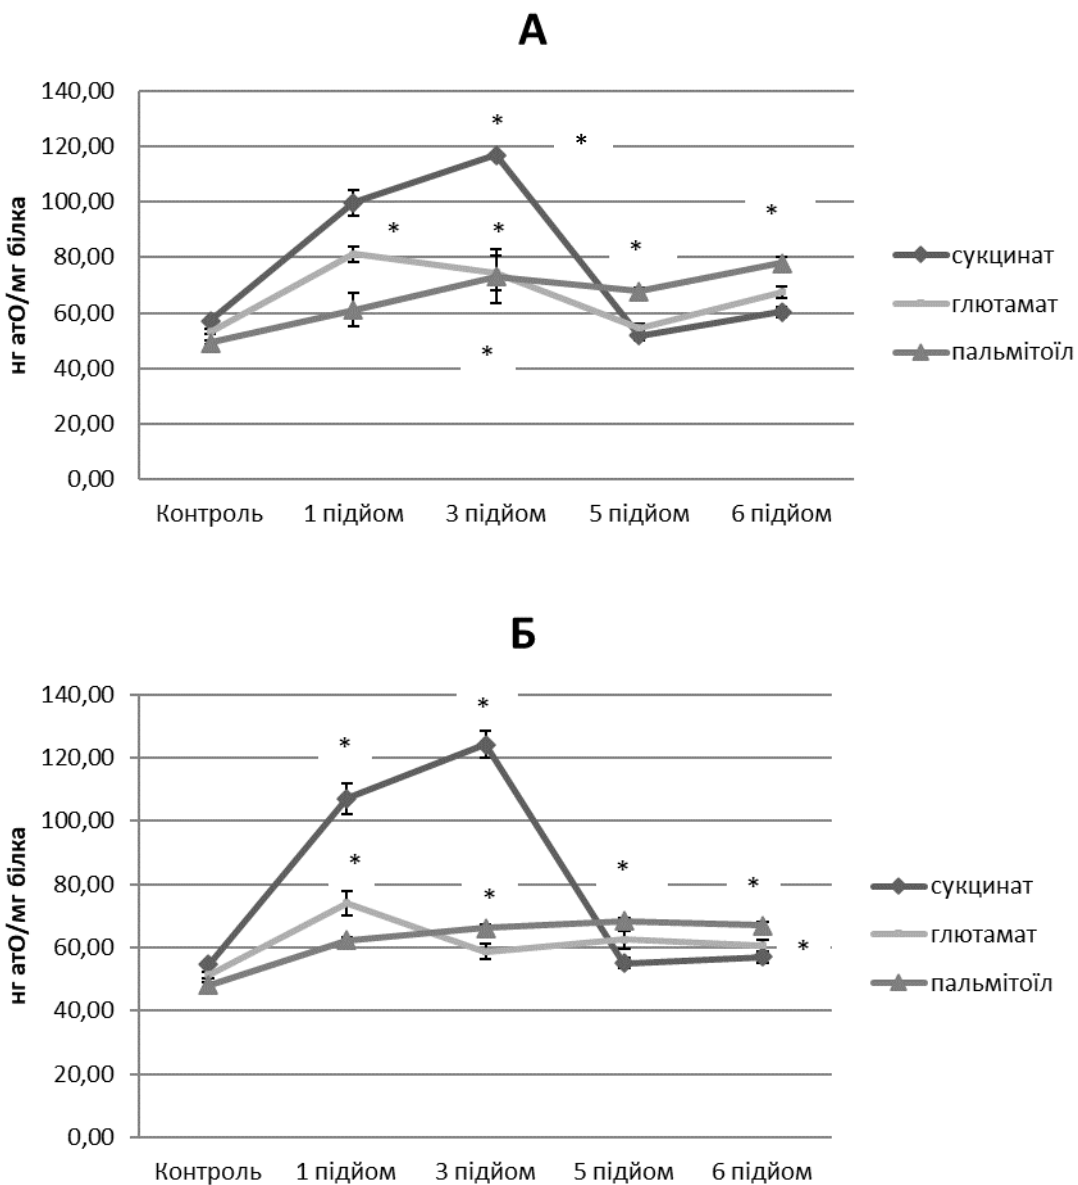 А
140,00
120,00
100,00
80,00
60,00
40,00
20,00
0,00
нг атО/мг білка
* * * * * * *
Контроль 1 підйом 3 підйом 5 підйом 6 підйом
сукцинат
глютамат
пальмітоїл
Б
140,00
120,00
100,00
80,00
60,00
40,00
20,00
0,00
нг атО/мг білка
* * * * * * *
Контроль 1 підйом 3 підйом 5 підйом 6 підйом
сукцинат
глютамат
пальмітоїл